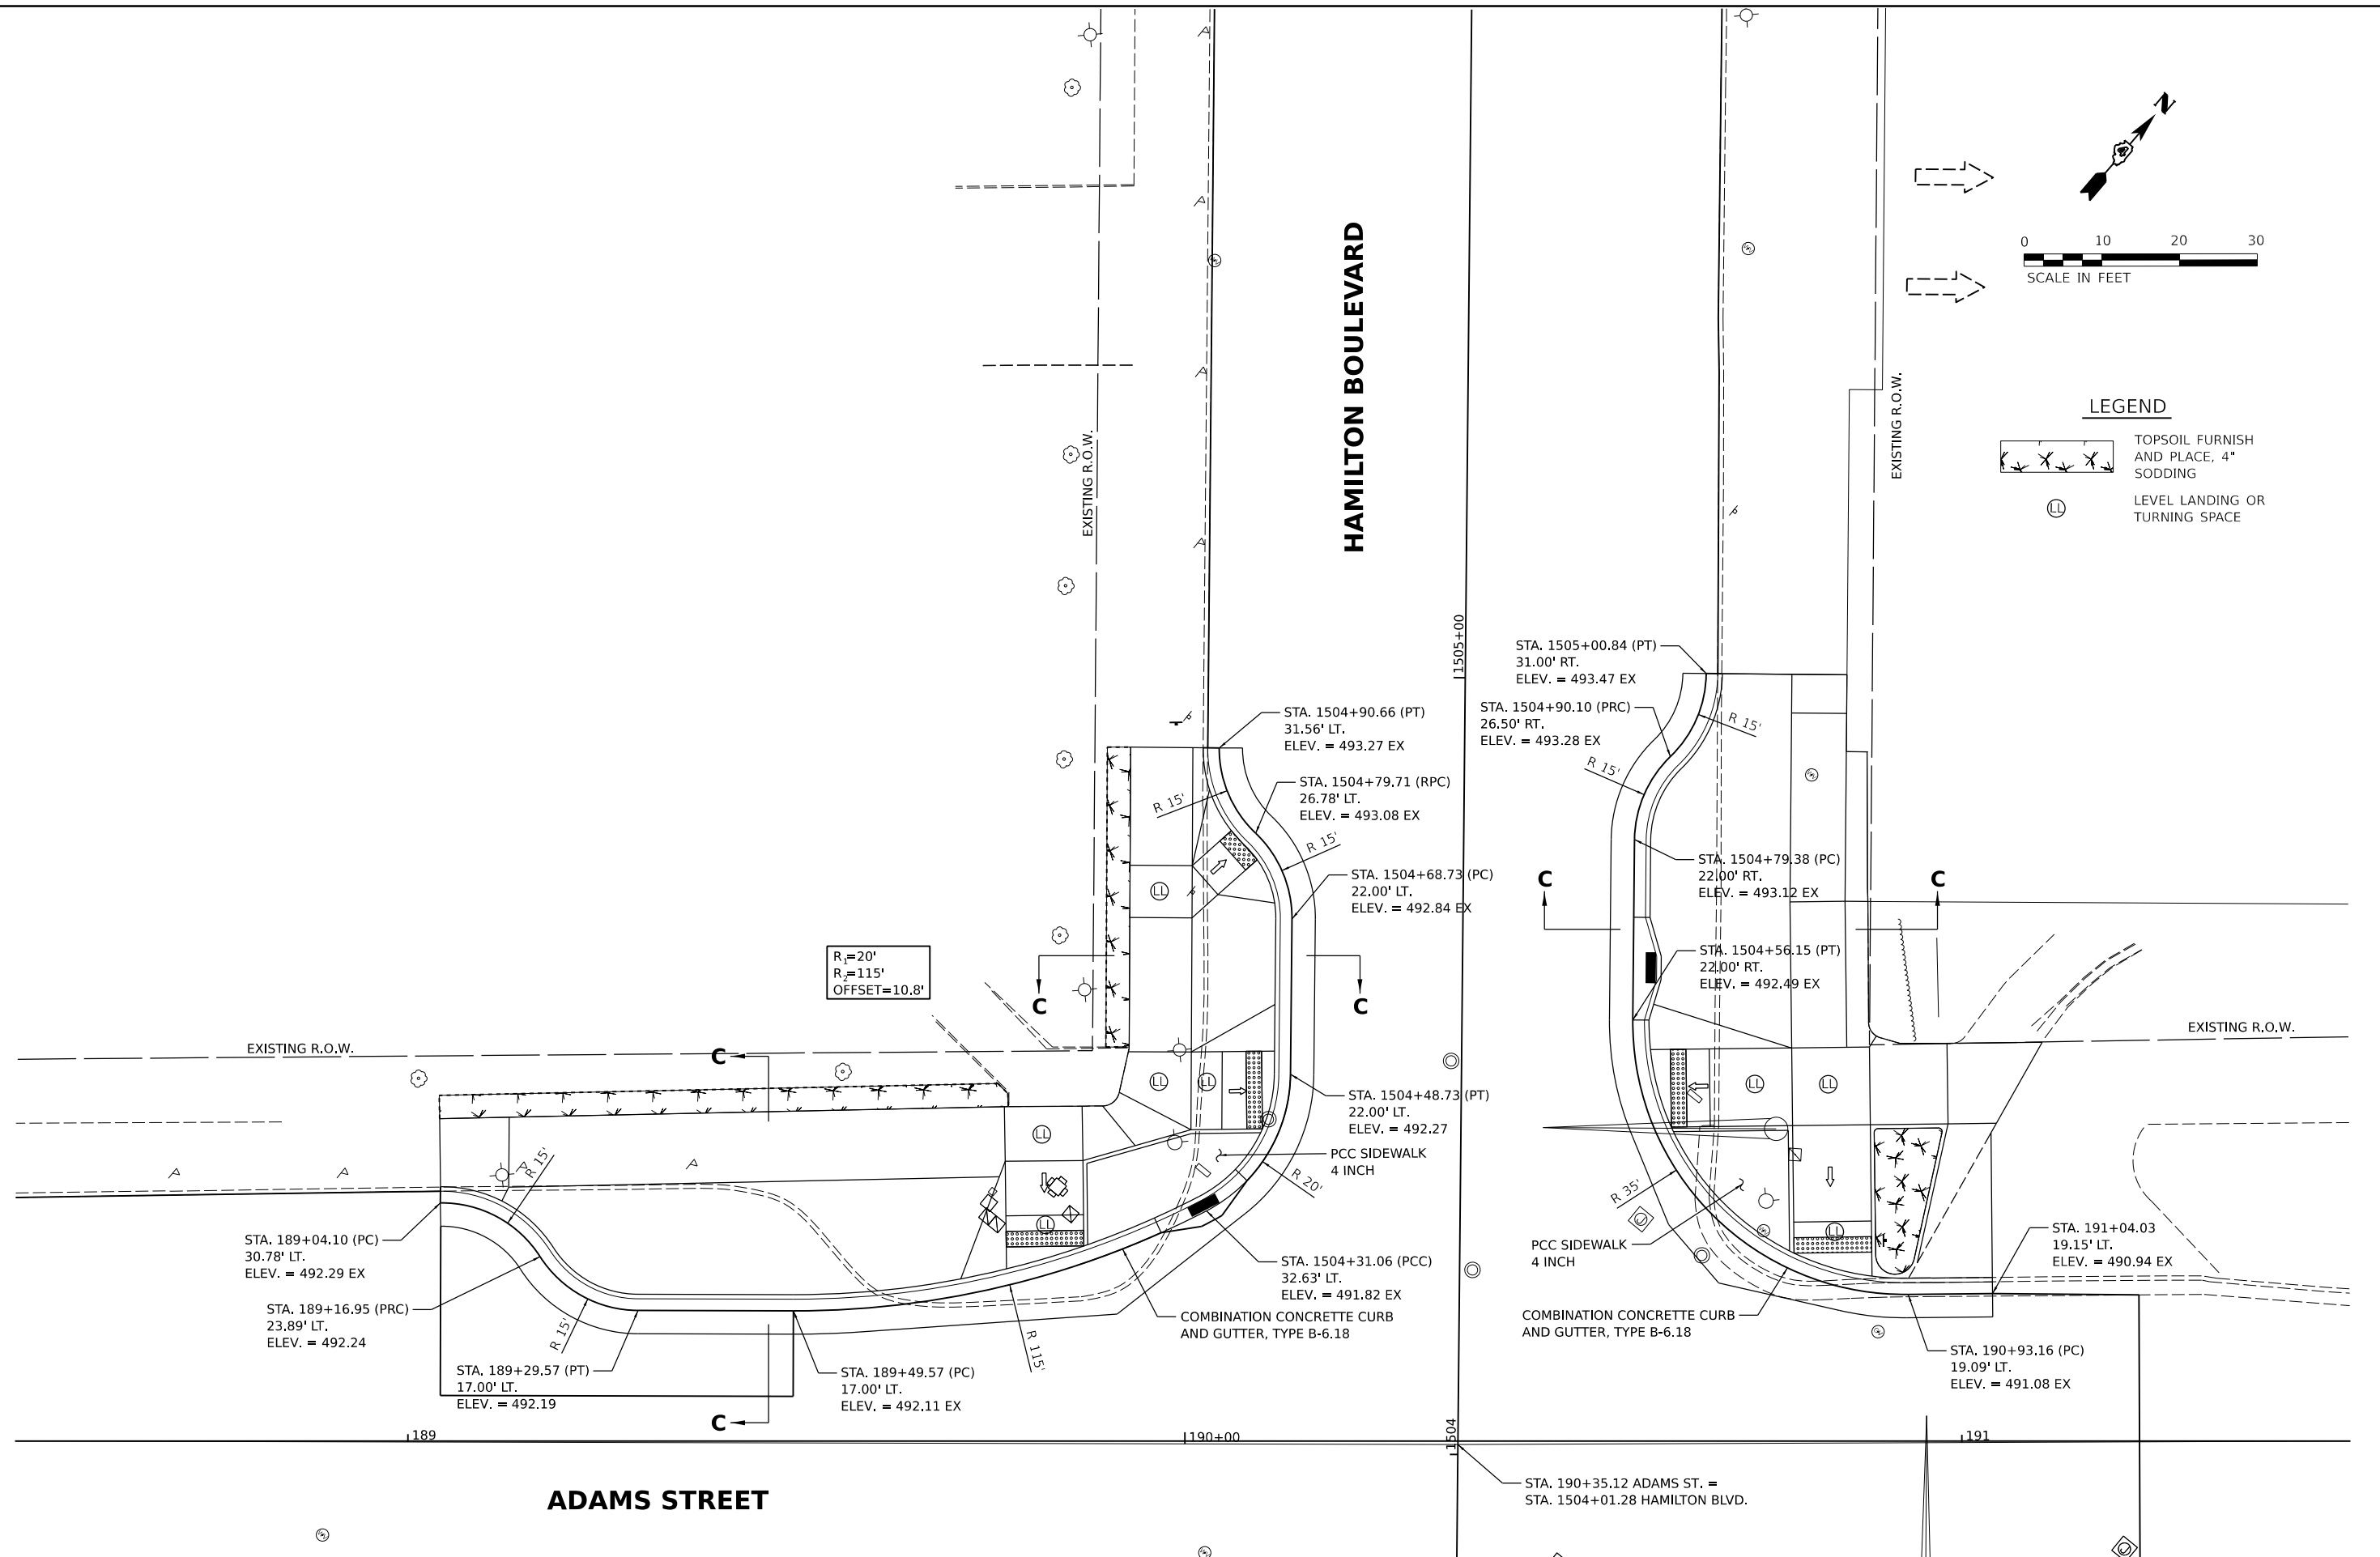 N
0 10 20 30
SCALE IN FEET
HAMILTON BOULEVARD
EXISTING R.O.W.
EXISTING R.O.W.
LEGEND
TOPSOIL FURNISH
AND PLACE, 4"
SODDING
LL
LEVEL LANDING OR
TURNING SPACE
1505+00
STA. 1505+00.84 (PT)
31.00' RT.
ELEV. = 493.47 EX
STA. 1504+90.10 (PRC)
26.50' RT.
ELEV. = 493.28 EX
R 15'
R 15'
STA. 1504+90.66 (PT)
31.56' LT.
ELEV. = 493.27 EX
STA. 1504+79.71 (RPC)
26.78' LT.
ELEV. = 493.08 EX
R 15'
R 15'
STA. 1504+68.73 (PC)
22.00' LT.
ELEV. = 492.84 EX
STA. 1504+79.38 (PC)
22.00' RT.
ELEV. = 493.12 EX
C
C
LL
STA. 1504+56.15 (PT)
22.00' RT.
ELEV. = 492.49 EX
R1=20'
R2=115'
OFFSET=10.8'
C
C
EXISTING R.O.W.
C
EXISTING R.O.W.
LL
LL
LL
LL
STA. 1504+48.73 (PT)
22.00' LT.
ELEV. = 492.27
LL
PCC SIDEWALK
4 INCH
R 15'
R 20'
R 35'
LL
LL
STA. 189+04.10 (PC)
30.78' LT.
ELEV. = 492.29 EX
PCC SIDEWALK
4 INCH
STA. 191+04.03
19.15' LT.
ELEV. = 490.94 EX
STA. 1504+31.06 (PCC)
32.63' LT.
ELEV. = 491.82 EX
STA. 189+16.95 (PRC)
23.89' LT.
ELEV. = 492.24
R 15'
R 115'
COMBINATION CONCRETE CURB
AND GUTTER, TYPE B-6.18
COMBINATION CONCRETTE CURB
AND GUTTER, TYPE B-6.18
STA. 190+93.16 (PC)
19.09' LT.
ELEV. = 491.08 EX
STA. 189+29.57 (PT)
17.00' LT.
ELEV. = 492.19
STA. 189+49.57 (PC)
17.00' LT.
ELEV. = 492.11 EX
C
189
190+00
1504
191
STA. 190+35.12 ADAMS ST. =
STA. 1504+01.28 HAMILTON BLVD.
ADAMS STREET